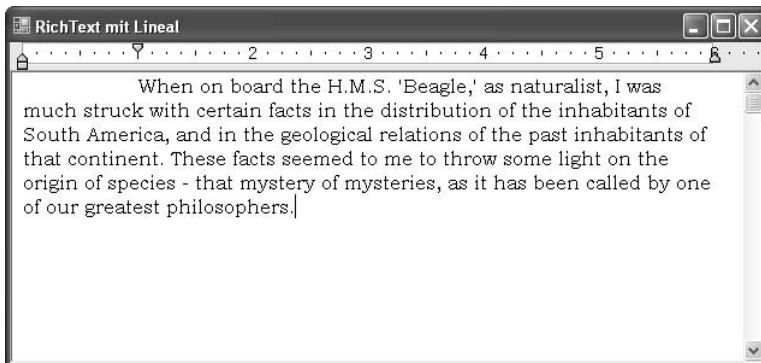 RichText mit Lineal
2 3 4 5 6
When on board the H.M.S. 'Beagle,' as naturalist, I was
much struck with certain facts in the distribution of the inhabitants of
South America, and in the geological relations of the past inhabitants of
that continent. These facts seemed to me to throw some light on the
origin of species - that mystery of mysteries, as it has been called by one
of our greatest philosophers.